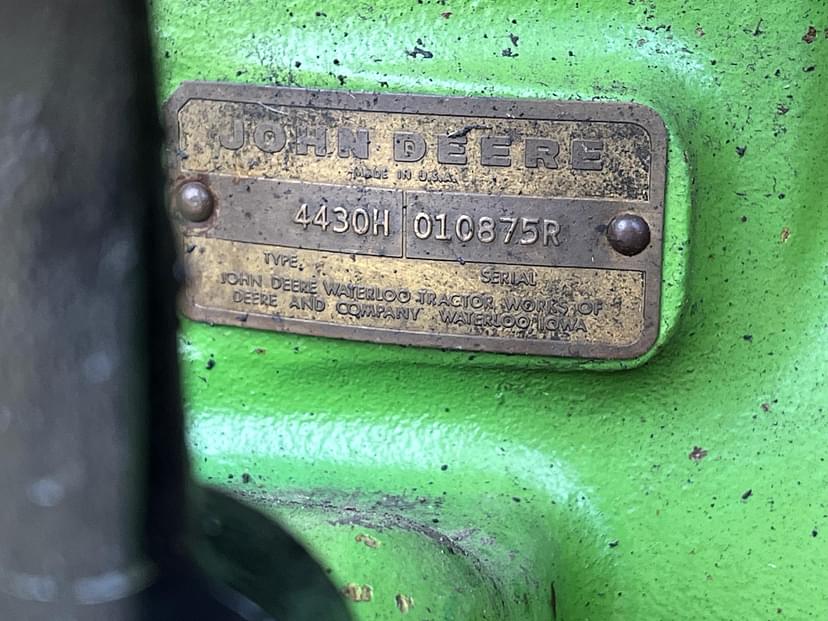 JOHN DEERE
MADE IN U.S.A.
4430H 010875R
TYPE SERIAL
JOHN DEERE WATERLOO TRACTOR WORKS OF
DEERE AND COMPANY WATERLOO, IOWA